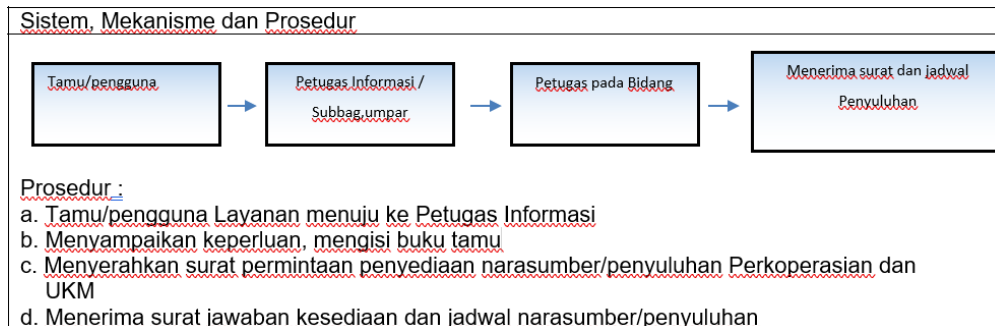 Sistem, Mekanisme dan Prosedur
Tamu/pengguna
Petugas Informasi /
Subbag,umpar
Petugas pada Bidang
Menerima surat dan jadwal
Penyuluhan
Prosedur :
a. Tamu/pengguna Layanan menuju ke Petugas Informasi
b. Menyampaikan keperluan, mengisi buku tamu
c. Menyerahkan surat permintaan penyediaan narasumber/penyuluhan Perkoperasian dan
UKM
d. Menerima surat jawaban kesediaan dan jadwal narasumber/penyuluhan